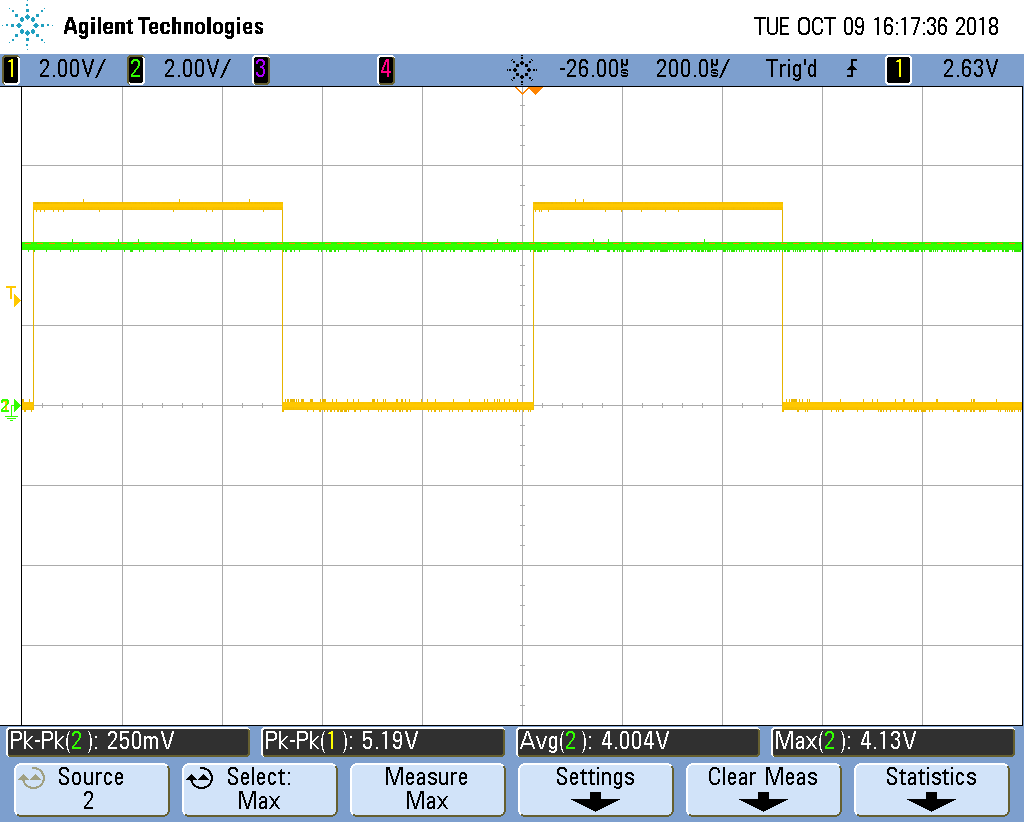 Agilent Technologies
TUE OCT 09 16:17:36 2018
1 2.00V/ 2 2.00V/ 3 4 -26.00µs 200.0µs/ Trig'd 1 2.63V
T
2
Pk-Pk(2): 250mV Pk-Pk(1): 5.19V Avg(2): 4.004V Max(2): 4.13V
Source Select: Measure Settings Clear Meas Statistics
2 Max Max